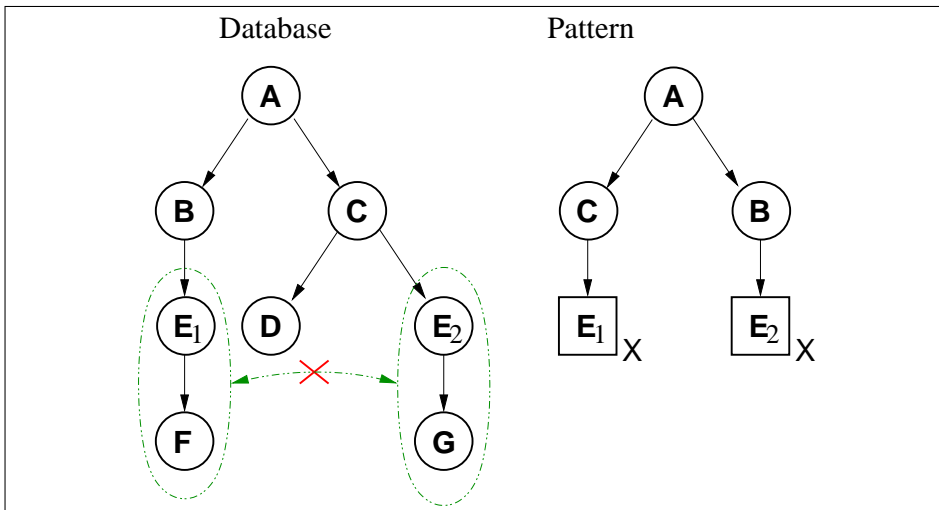 Database Pattern
A A
B C C B
E1 D E2 E1 X E2 X
F G